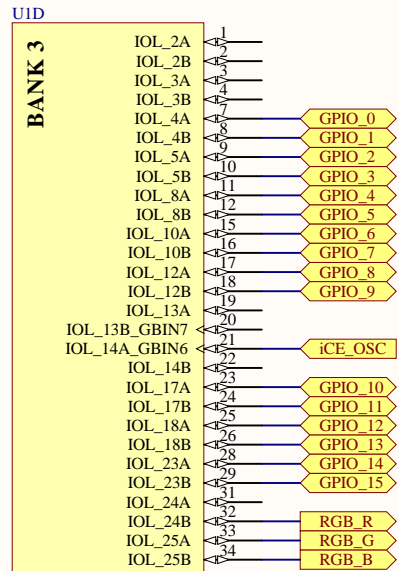 U1D
BANK 3
IOL_2A 1
IOL_2B 2
IOL_3A 3
IOL_3B 4
IOL_4A 7 GPIO_0
IOL_4B 8 GPIO_1
IOL_5A 9 GPIO_2
IOL_5B 10 GPIO_3
IOL_8A 11 GPIO_4
IOL_8B 12 GPIO_5
IOL_10A 15 GPIO_6
IOL_10B 16 GPIO_7
IOL_12A 17 GPIO_8
IOL_12B 18 GPIO_9
IOL_13A 19
IOL_13B_GBIN7 20
IOL_14A_GBIN6 21 iCE_OSC
IOL_14B 22
IOL_17A 23 GPIO_10
IOL_17B 24 GPIO_11
IOL_18A 25 GPIO_12
IOL_18B 26 GPIO_13
IOL_23A 28 GPIO_14
IOL_23B 29 GPIO_15
IOL_24A 31
IOL_24B 32 RGB_R
IOL_25A 33 RGB_G
IOL_25B 34 RGB_B